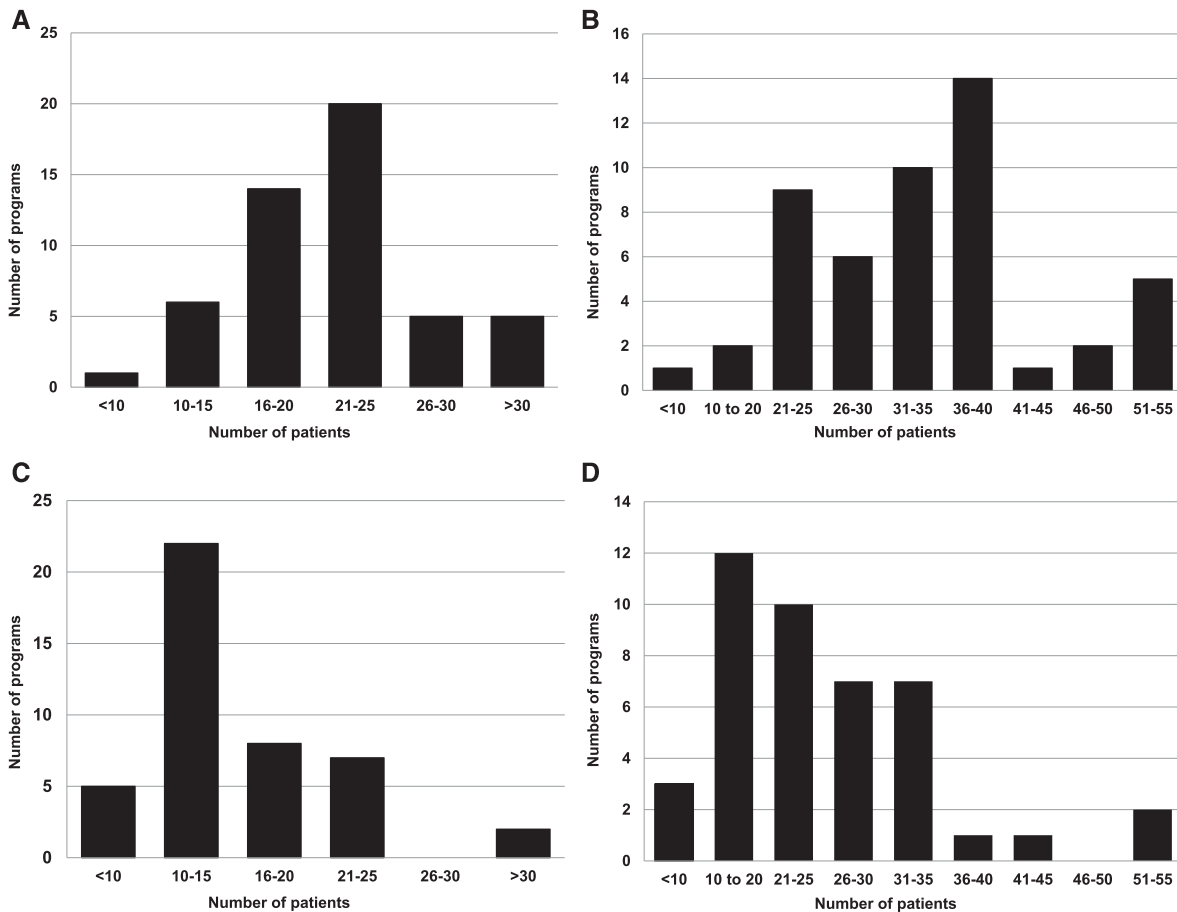 A
25
20
15
10
5
0
Number of programs
<10 10-15 16-20 21-25 26-30 >30
Number of patients
B
16
14
12
10
8
6
4
2
0
Number of programs
<10 10 to 20 21-25 26-30 31-35 36-40 41-45 46-50 51-55
Number of patients
C
25
20
15
10
5
0
Number of programs
<10 10-15 16-20 21-25 26-30 >30
Number of patients
D
14
12
10
8
6
4
2
0
Number of programs
<10 10 to 20 21-25 26-30 31-35 36-40 41-45 46-50 51-55
Number of patients